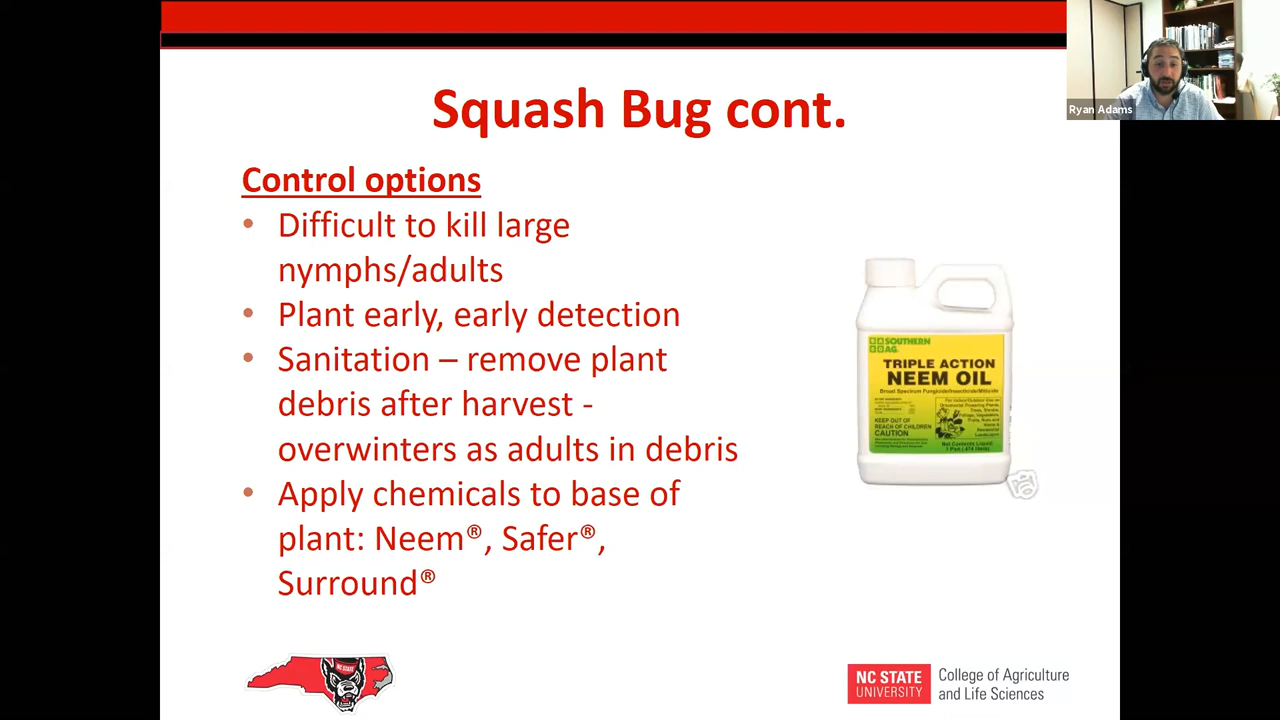 Ryan Adams
Squash Bug cont.
Control options
• Difficult to kill large
nymphs/adults
• Plant early, early detection
• Sanitation – remove plant
debris after harvest -
overwinters as adults in debris
• Apply chemicals to base of
plant: Neem®, Safer®,
Surround®
SOUTHERN
AG
TRIPLE ACTION
NEEM OIL
Broad Spectrum Fungicide/Insecticide/Miticide
KEEP OUT OF
REACH OF CHILDREN
CAUTION
NC STATE
NC STATE
UNIVERSITY
College of Agriculture
and Life Sciences